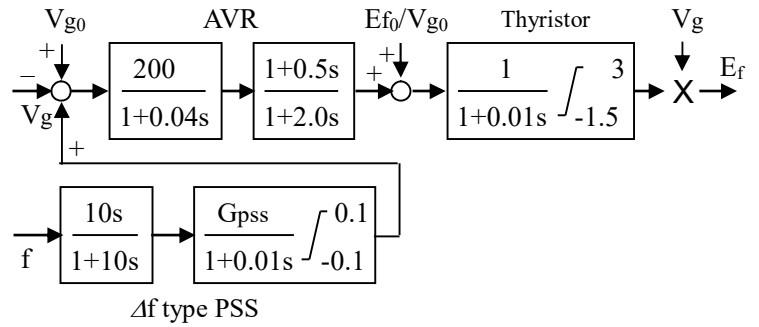 Vg0 AVR Ef0/Vg0 Thyristor Vg
+ + 
200 1+0.5s 1 3 Ef
− + X
1+0.04s 1+2.0s 1+0.01s -1.5
Vg
+
10s Gpss 0.1
f 1+10s 1+0.01s -0.1
Δf type PSS